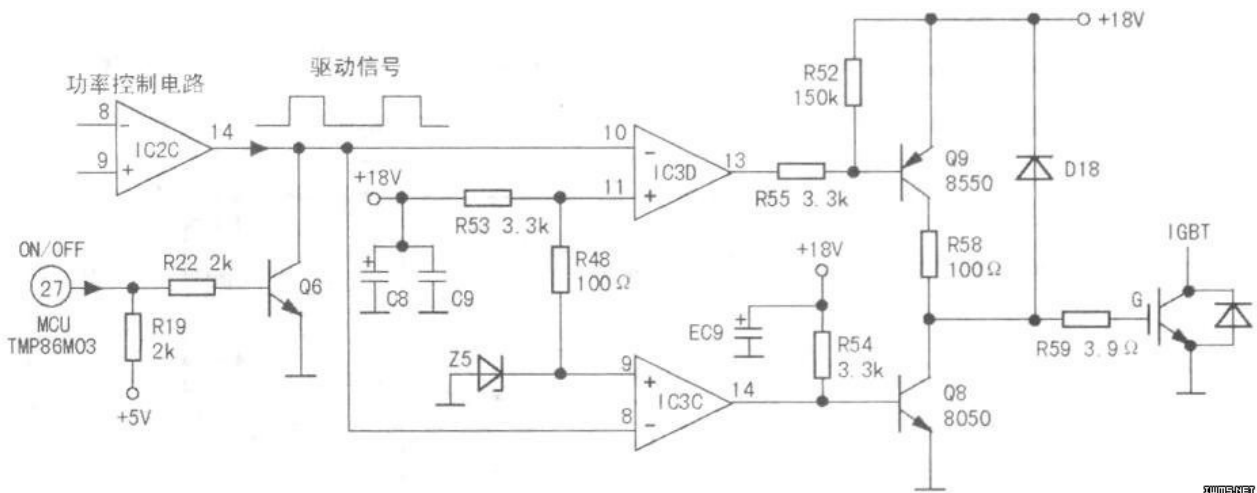 功率控制电路
驱动信号
8
9
−
+
IC2C
14
10
11
−
+
IC3D
13
+18V
R53 3.3k
C8
C9
+
R48
100Ω
Z5
9
8
+
−
IC3C
14
ON/OFF
27
MCU
TMP86M03
R22 2k
R19
2k
+5V
Q6
R52
150k
R55 3.3k
+18V
Q9
8550
D18
R58
100Ω
+18V
EC9
+
R54
3.3k
Q8
8050
R59 3.9Ω
G
IGBT
IWMS.NET